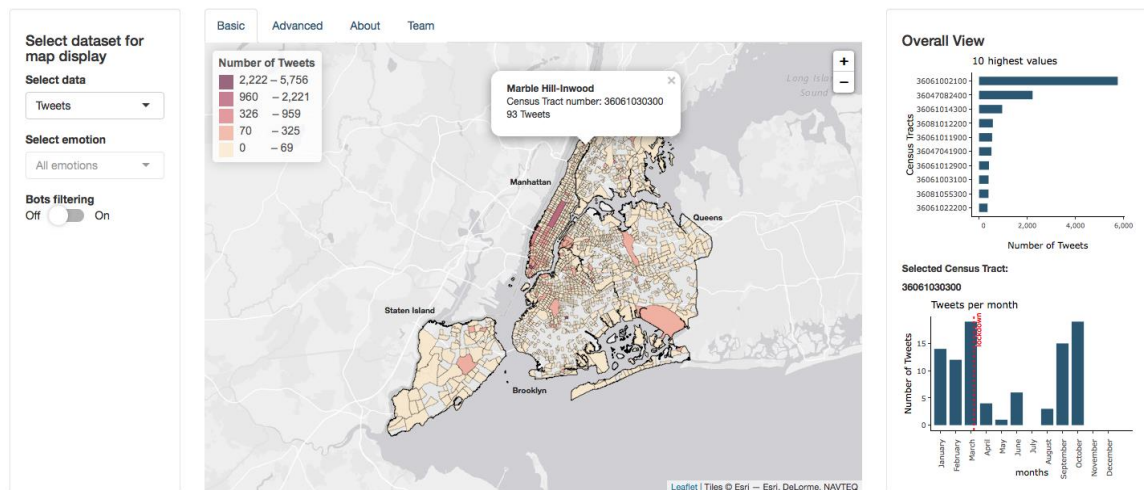 Select dataset for
map display
Select data
Tweets
Select emotion
All emotions
Bots filtering
Off On
Basic Advanced About Team
Number of Tweets
2,222 – 5,756
960 – 2,221
326 – 959
70 – 325
0 – 69
Marble Hill-Inwood
Census Tract number: 36061030300
93 Tweets
×
+
−
Long Island
Sound
Manhattan
Queens
Staten Island
Brooklyn
Leaflet | Tiles © Esri — Esri, DeLorme, NAVTEQ
Overall View
10 highest values
Census Tracts
36061002100
36047082400
36061014300
36081012200
36061011900
36047041900
36061012900
36061003100
36081055300
36061022200
0 2,000 4,000 6,000
Number of Tweets
Selected Census Tract:
36061030300
Tweets per month
lockdown
Number of Tweets
15
10
5
0
January February March April May June July August September October November December
months